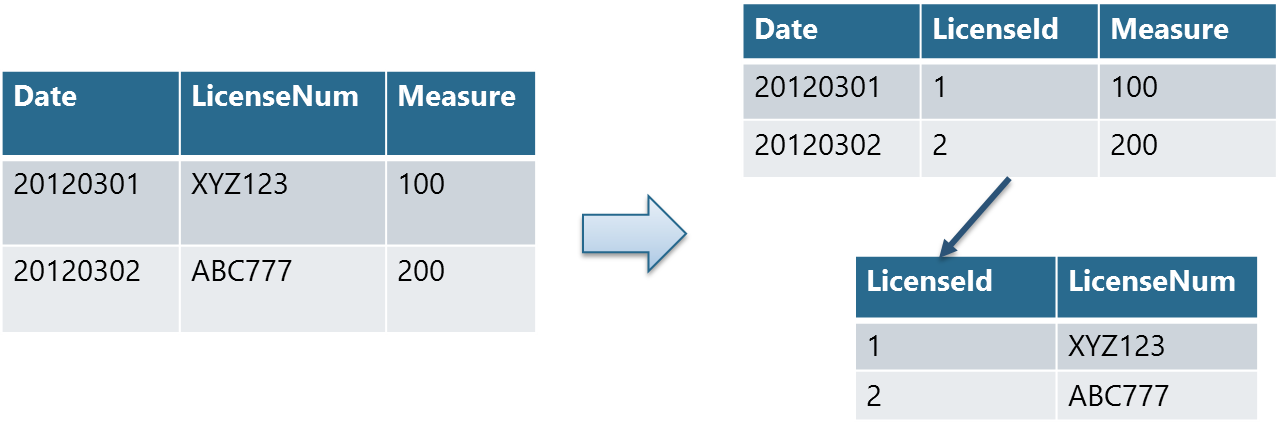 Date LicenseNum Measure
20120301 XYZ123 100
20120302 ABC777 200
Date LicenseId Measure
20120301 1 100
20120302 2 200
LicenseId LicenseNum
1 XYZ123
2 ABC777